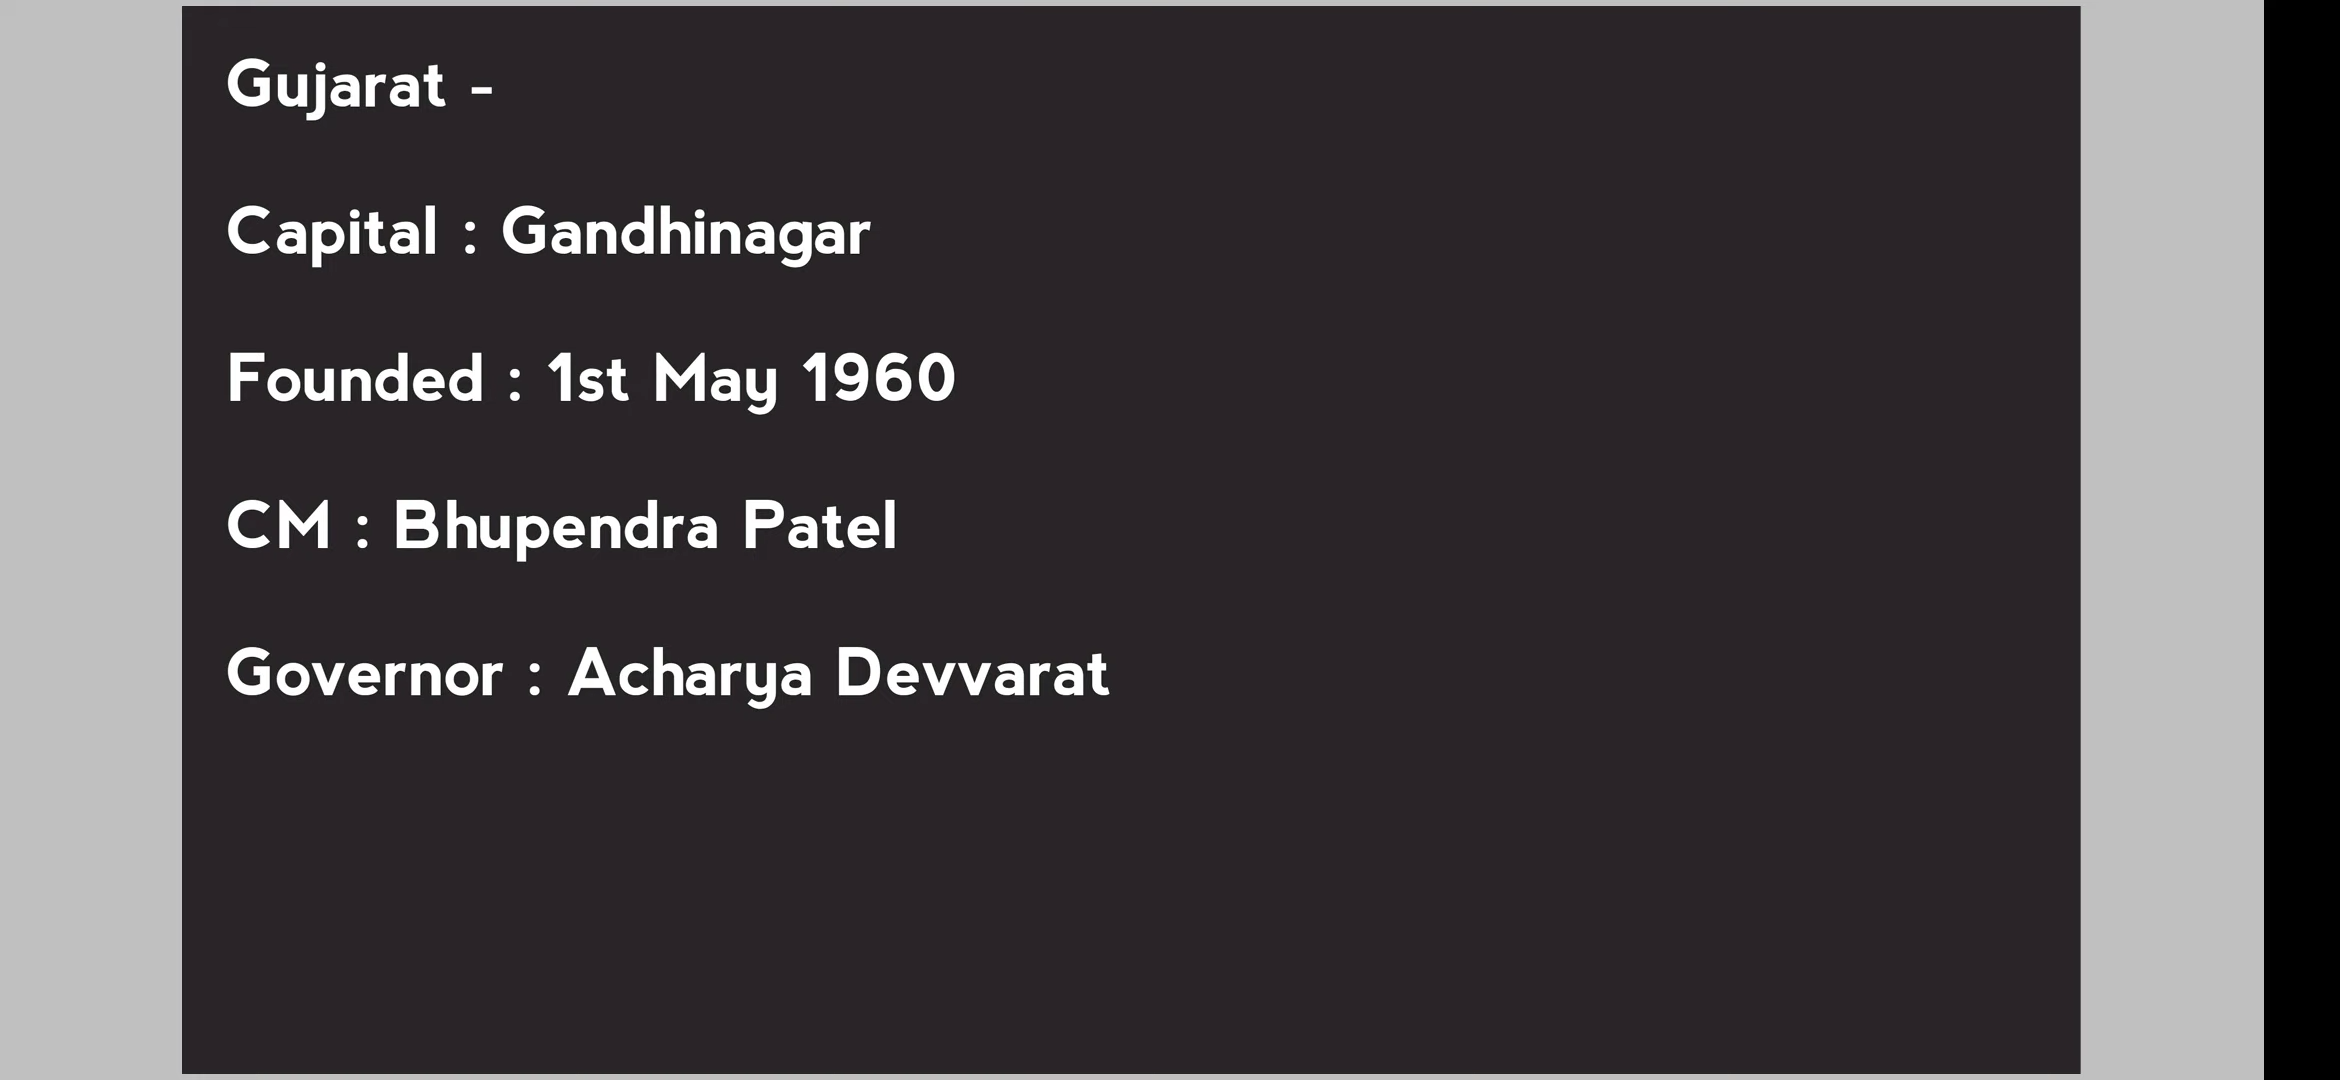 Gujarat -
Capital : Gandhinagar
Founded : 1st May 1960
CM : Bhupendra Patel
Governor : Acharya Devvarat